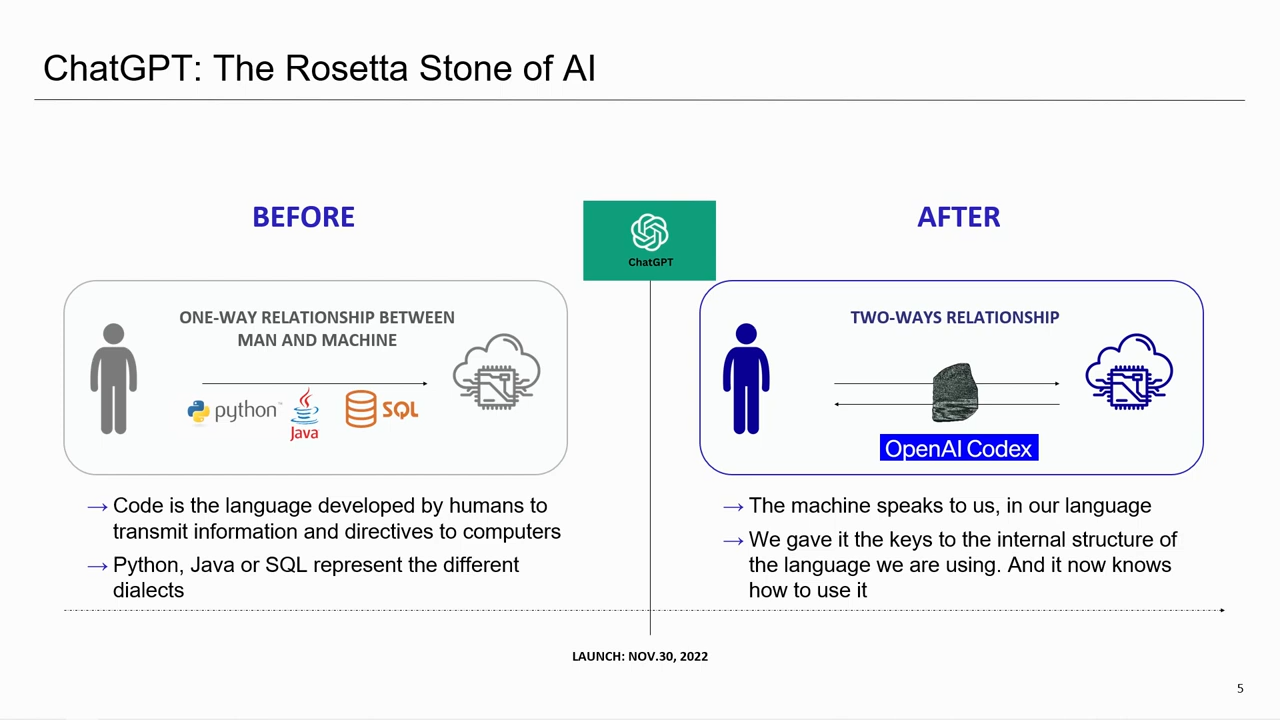 ChatGPT: The Rosetta Stone of AI
BEFORE
ChatGPT
AFTER
ONE-WAY RELATIONSHIP BETWEEN
MAN AND MACHINE
python™
Java
SQL
TWO-WAYS RELATIONSHIP
OpenAI Codex
→ Code is the language developed by humans to
transmit information and directives to computers
→ Python, Java or SQL represent the different
dialects
→ The machine speaks to us, in our language
→ We gave it the keys to the internal structure of
the language we are using. And it now knows
how to use it
LAUNCH: NOV.30, 2022
5